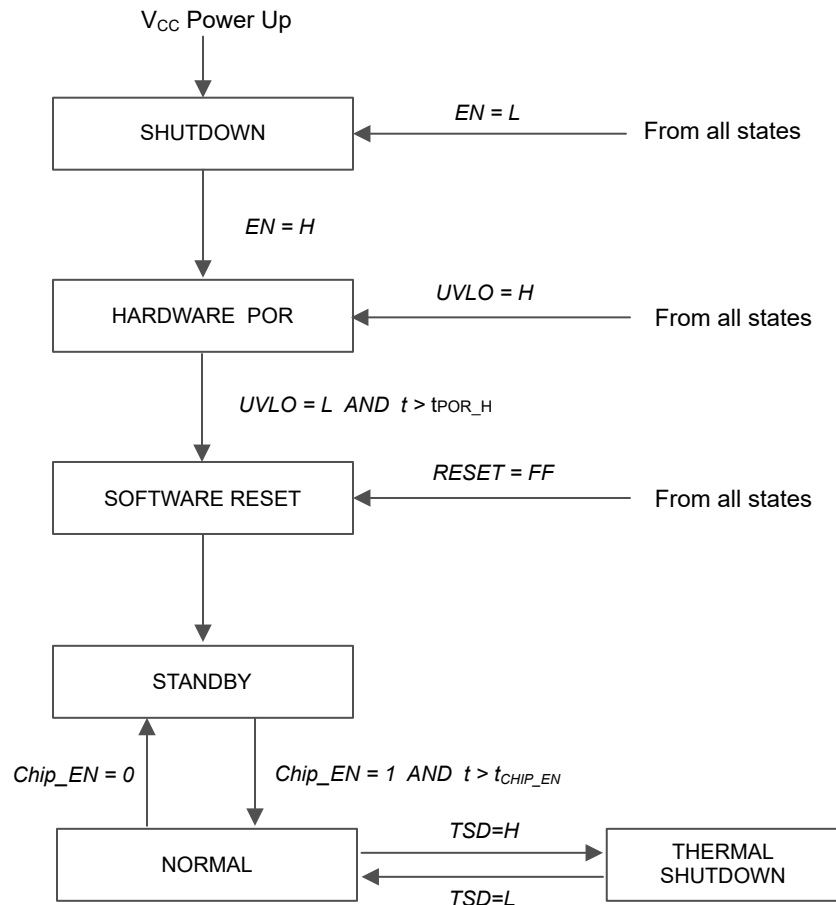 VCC Power Up
SHUTDOWN
EN = L
From all states
EN = H
HARDWARE POR
UVLO = H
From all states
UVLO = L AND t > tPOR_H
SOFTWARE RESET
RESET = FF
From all states
STANDBY
Chip_EN = 0
Chip_EN = 1 AND t > tCHIP_EN
NORMAL
TSD=H
TSD=L
THERMAL
SHUTDOWN